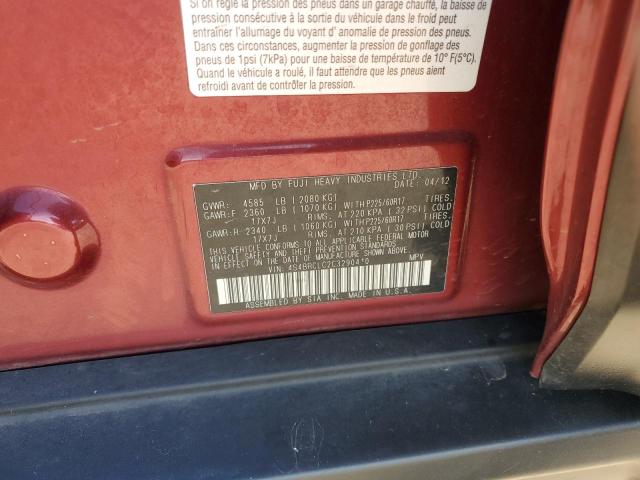 Si on règle la pression des pneus dans un garage chauffé, la baisse de
pression consécutive à la sortie du véhicule dans le froid peut
entraîner l'allumage du voyant d' anomalie de pression des pneus.
Dans ces circonstances, augmenter la pression de gonflage des
pneus de 1psi (7kPa) pour une baisse de température de 10° F(5°C).
Quand le véhicule a roulé, il faut attendre que les pneus aient
refroidi avant de contrôler la pression.
MFD BY FUJI HEAVY INDUSTRIES LTD.
DATE: 04/12
GVWR: 4585 LB ( 2080 KG)
GAWR:F 2360 LB ( 1070 KG) WITH P225/60R17 TIRES,
17X7J RIMS, AT 220 KPA ( 32 PSI) COLD
GAWR:R 2340 LB ( 1060 KG) WITH P225/60R17 TIRES,
17X7J RIMS, AT 210 KPA ( 30 PSI) COLD
THIS VEHICLE CONFORMS TO ALL APPLICABLE FEDERAL MOTOR
VEHICLE SAFETY AND THEFT PREVENTION STANDARDS IN EFFECT
ON THE DATE OF MANUFACTURE SHOWN ABOVE.
VIN: 4S4BRCLC2C32904*0 MPV
ASSEMBLED BY SIA INC. MADE IN U.S.A.